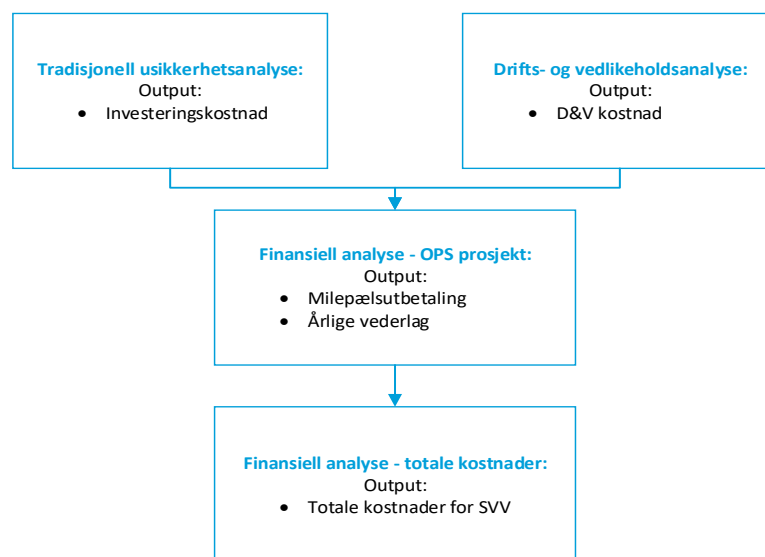 Tradisjonell usikkerhetsanalyse:
Output:
• Investeringskostnad
Drifts- og vedlikeholdsanalyse:
Output:
• D&V kostnad
Finansiell analyse - OPS prosjekt:
Output:
• Milepælsutbetaling
• Årlige vederlag
Finansiell analyse - totale kostnader:
Output:
• Totale kostnader for SVV